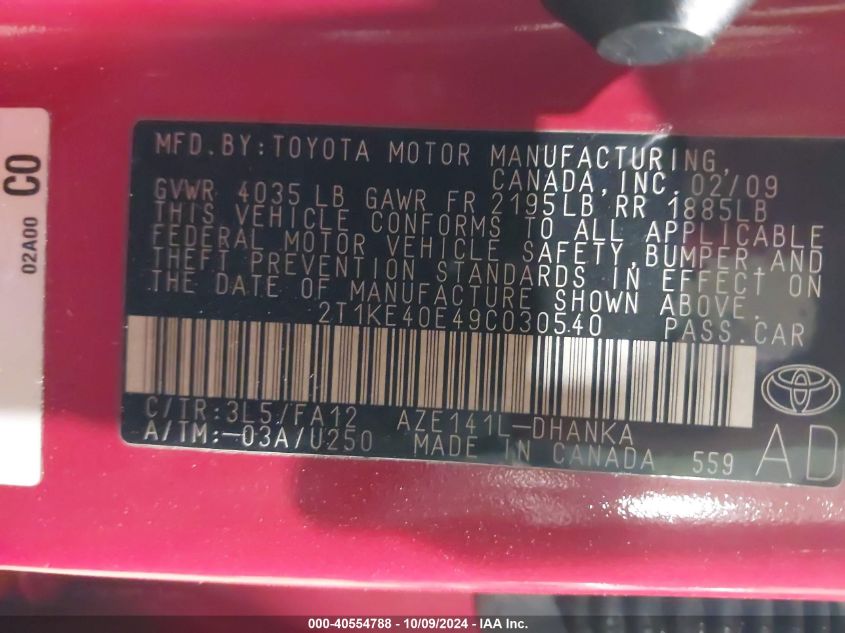 MFD.BY:TOYOTA MOTOR MANUFACTURING,
CANADA,INC. 02/09
GVWR 4035 LB GAWR FR 2195LB RR 1885LB
THIS VEHICLE CONFORMS TO ALL APPLICABLE
FEDERAL MOTOR VEHICLE SAFETY,BUMPER AND
THEFT PREVENTION STANDARDS IN EFFECT ON
THE DATE OF MANUFACTURE SHOWN ABOVE.
2T1KE40E49C030540 PASS.CAR
C/TR:3L5/FA12 AZE141L-DHANKA
A/TM:-03A/U250 MADE IN CANADA 559
AD
02A00 CO
000-40554788 - 10/09/2024 - IAA Inc.